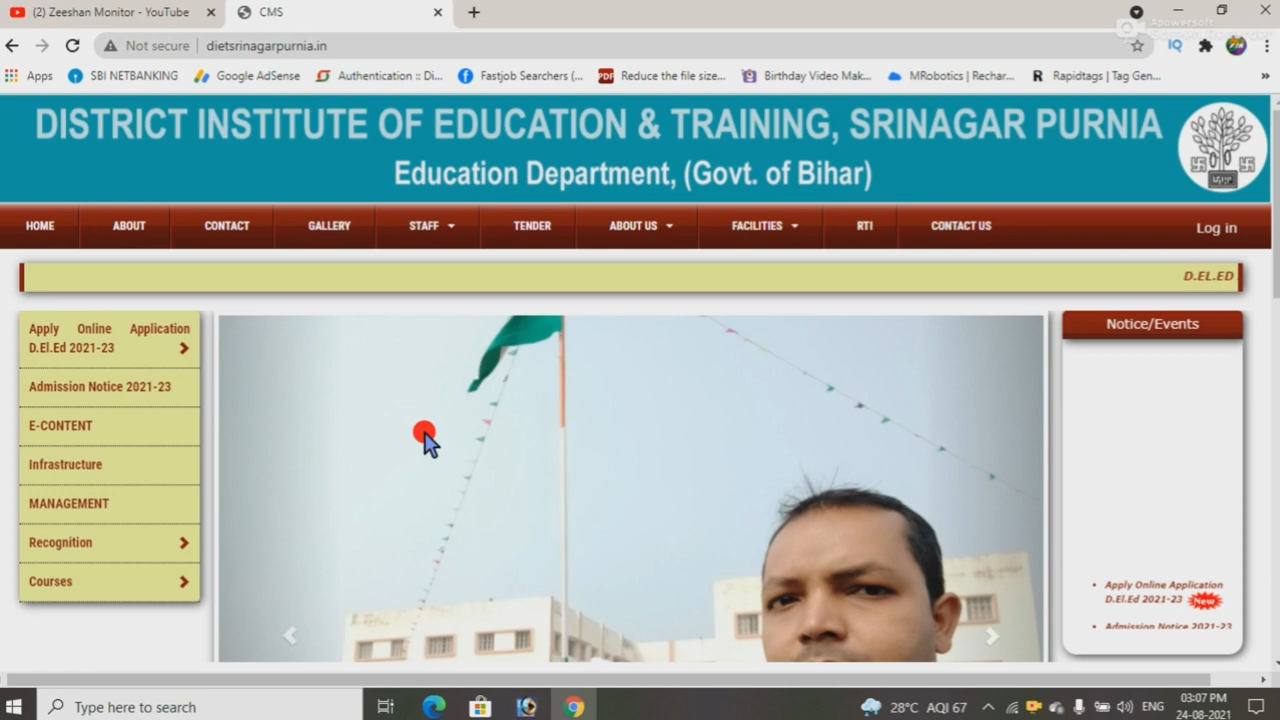 (2) Zeeshan Monitor - YouTube
CMS
Apowersoft
Not secure
dietsrinagarpurnia.in
Apps
SBI NETBANKING
Google AdSense
Authentication :: Di...
Fastjob Searchers (...
PDF
Reduce the file size...
Birthday Video Mak...
MRobotics | Rechar...
R
Rapidtags | Tag Gen...
»
DISTRICT INSTITUTE OF EDUCATION & TRAINING, SRINAGAR PURNIA
Education Department, (Govt. of Bihar)
HOME
ABOUT
CONTACT
GALLERY
STAFF
TENDER
ABOUT US
FACILITIES
RTI
CONTACT US
Log in
D.EL.ED
Apply Online Application
D.El.Ed 2021-23
Admission Notice 2021-23
E-CONTENT
Infrastructure
MANAGEMENT
Recognition
Courses
Notice/Events
• Apply Online Application
D.El.Ed 2021-23 New
• Admission Notice 2021-23
Type here to search
28°C AQI 67
ENG
03:07 PM
24-08-2021